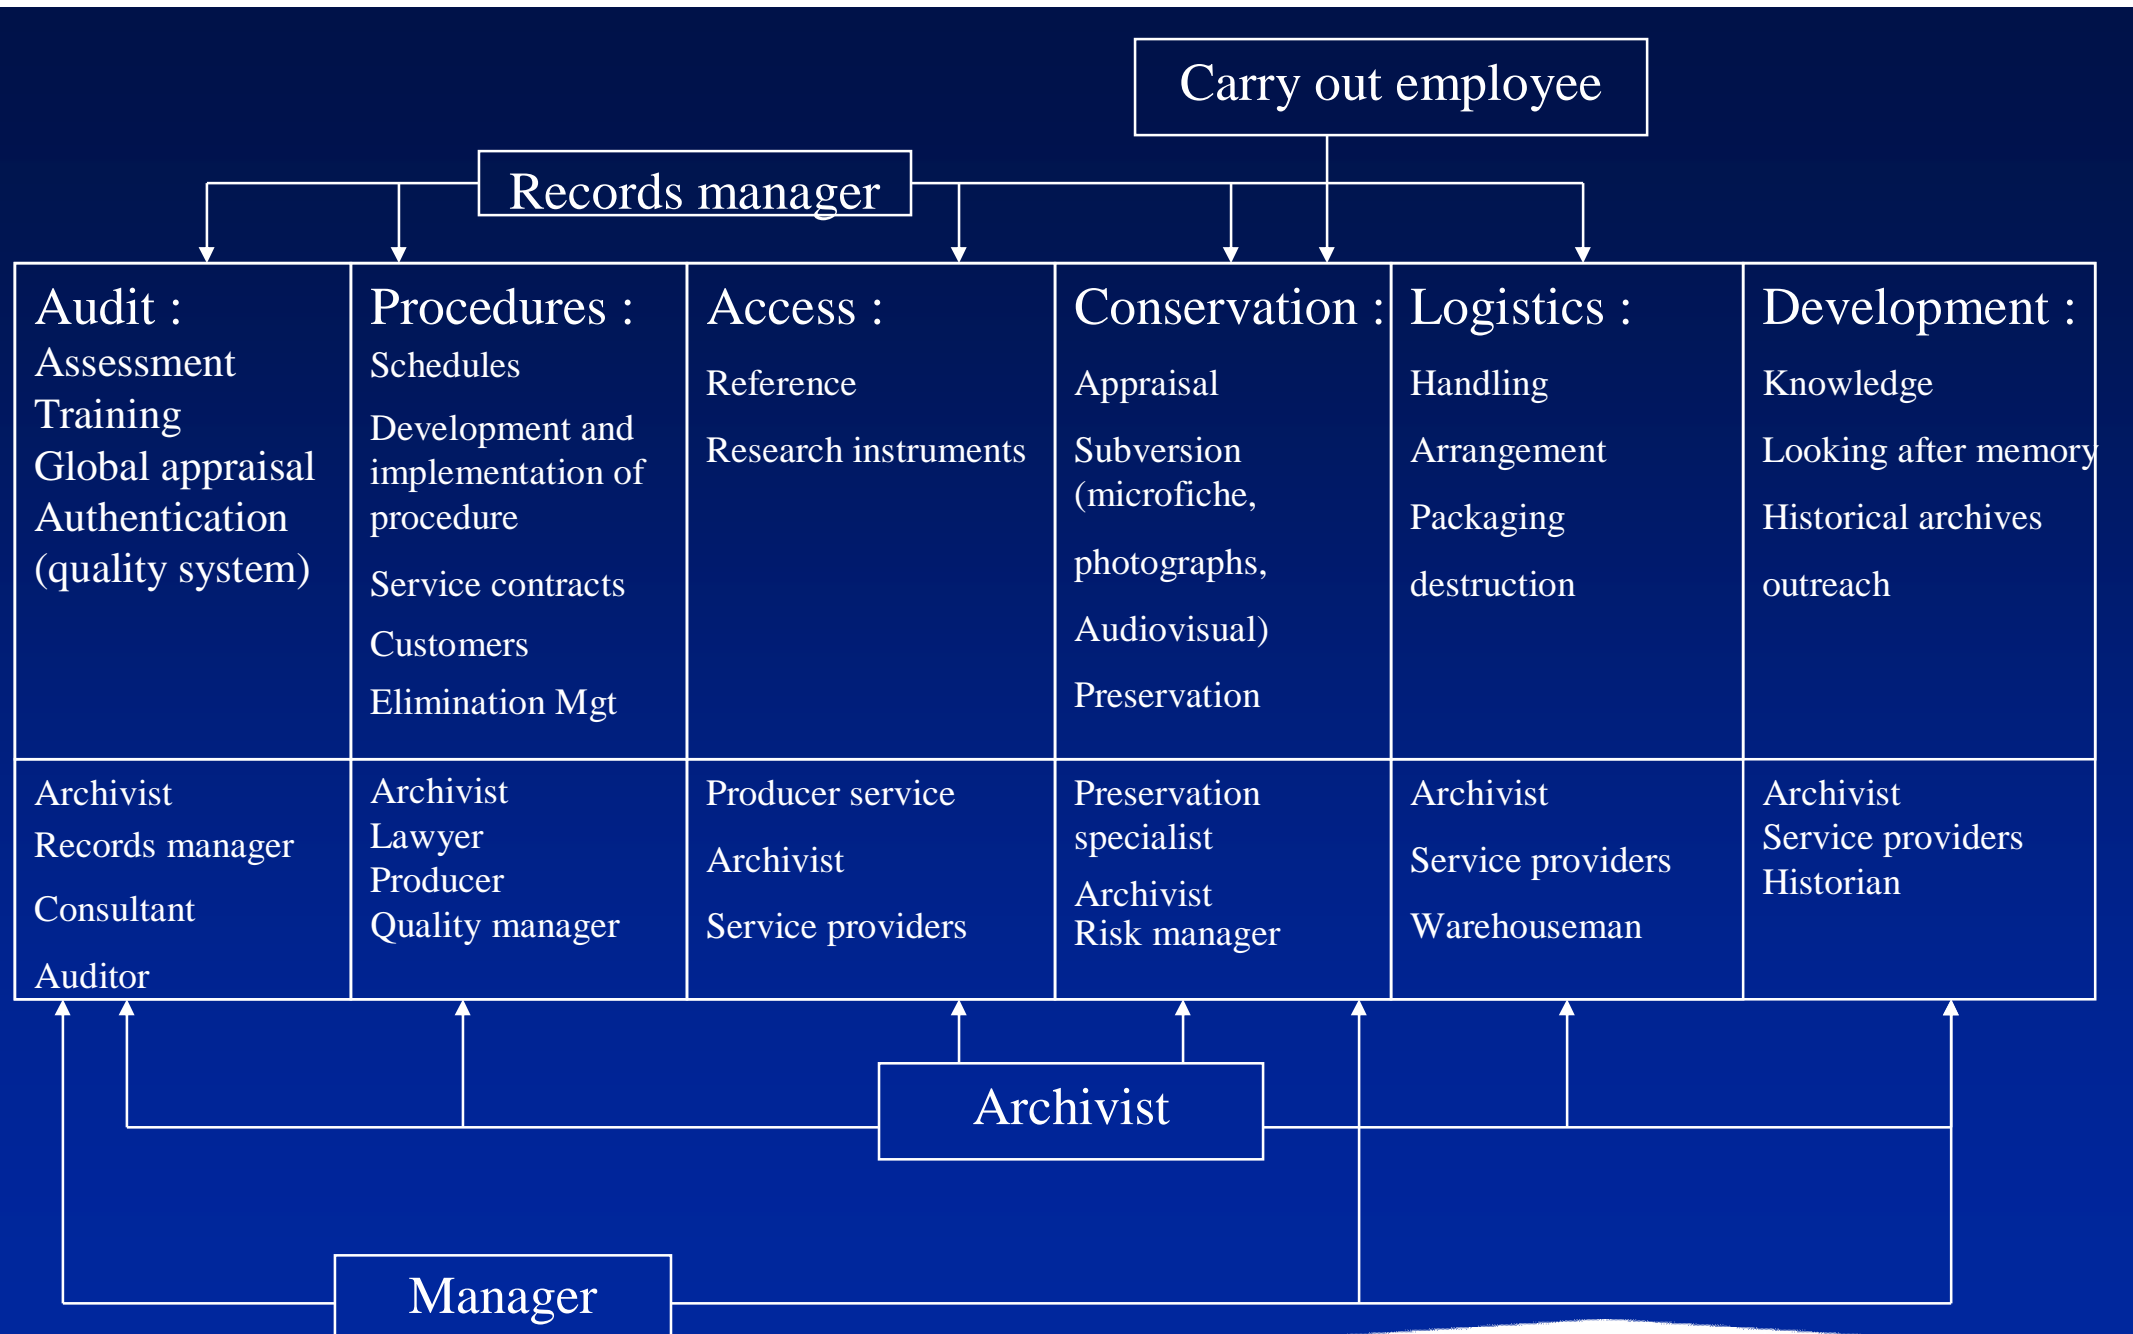 Carry out employee
Records manager
Audit :
Assessment
Training
Global appraisal
Authentication
(quality system)
Procedures :
Schedules
Development and
implementation of
procedure
Service contracts
Customers
Elimination Mgt
Access :
Reference
Research instruments
Conservation :
Appraisal
Subversion
(microfiche,
photographs,
Audiovisual)
Preservation
Logistics :
Handling
Arrangement
Packaging
destruction
Development :
Knowledge
Looking after memory
Historical archives
outreach
Archivist
Records manager
Consultant
Auditor
Archivist
Lawyer
Producer
Quality manager
Producer service
Archivist
Service providers
Preservation
specialist
Archivist
Risk manager
Archivist
Service providers
Warehouseman
Archivist
Service providers
Historian
Archivist
Manager